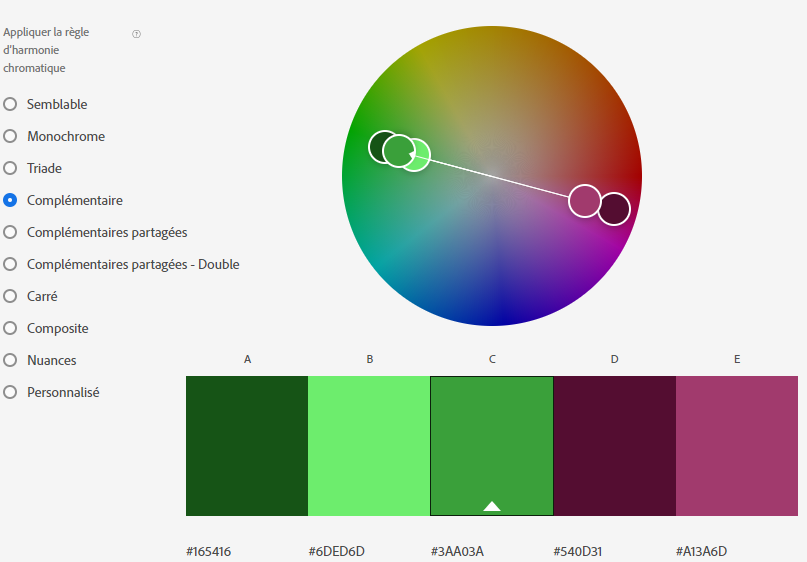 Appliquer la règle
d'harmonie
chromatique
Semblable
Monochrome
Triade
Complémentaire
Complémentaires partagées
Complémentaires partagées - Double
Carré
Composite
Nuances
Personnalisé
A B C D E
#165416 #6DED6D #3AA03A #540D31 #A13A6D